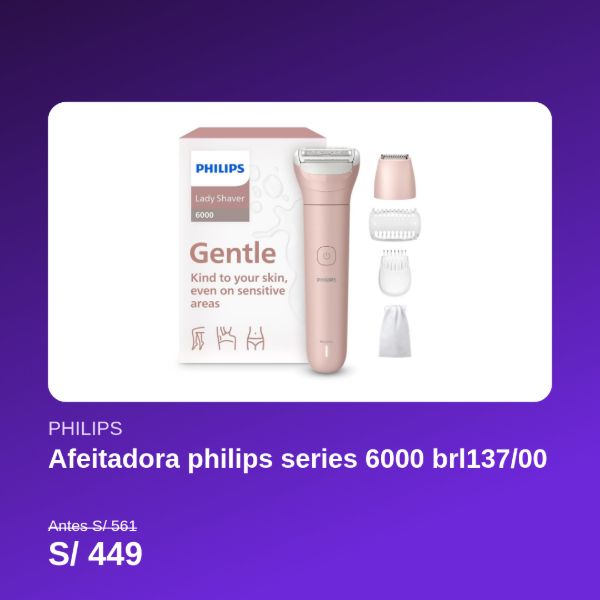 PHILIPS
Lady Shaver
6000
Gentle
Kind to your skin,
even on sensitive
areas
PHILIPS
PHILIPS
Afeitadora philips series 6000 brl137/00
Antes S/ 561
S/ 449